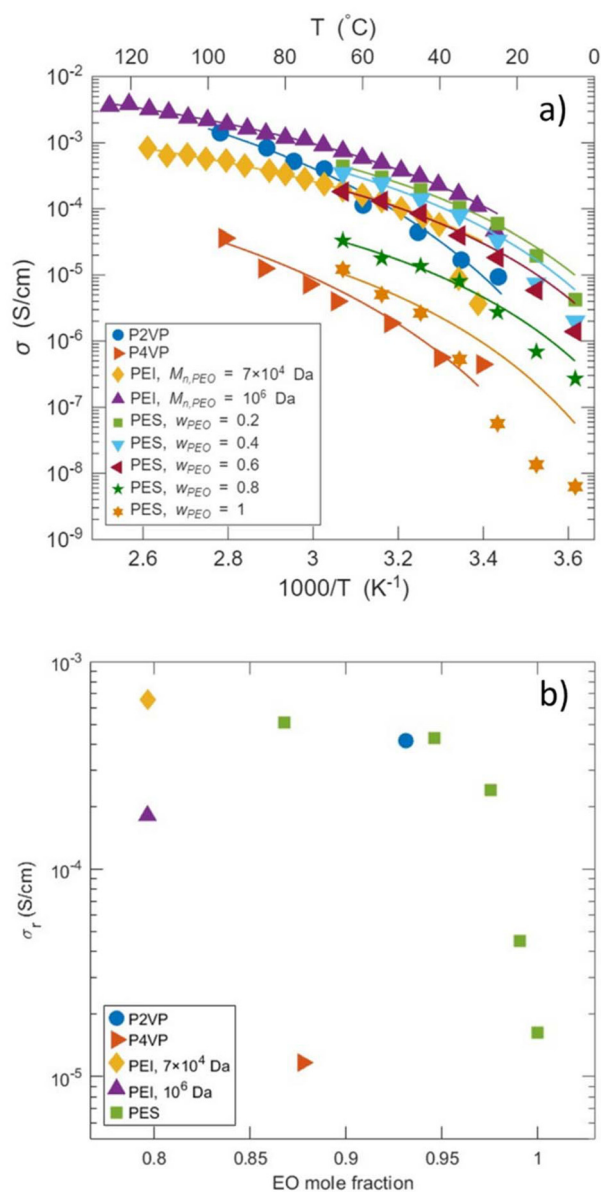 T (°C)
120 100 80 60 40 20
10-2
10-3
10-4
10-5
10-6
10-7
10-8
10-9
σ (S/cm)
a)
P2VP
P4VP
PEI, Mn,PEO = 7×10⁴ Da
PEI, Mn,PEO = 10⁶ Da
PES, wPEO = 0.2
PES, wPEO = 0.4
PES, wPEO = 0.6
PES, wPEO = 0.8
PES, wPEO = 1
2.6 2.8 3 3.2 3.4 3.6
1000/T (K-1)
b)
10-3
10-4
10-5
σr (S/cm)
P2VP
P4VP
PEI, 7×10⁴ Da
PEI, 10⁶ Da
PES
0.8 0.85 0.9 0.95 1
EO mole fraction